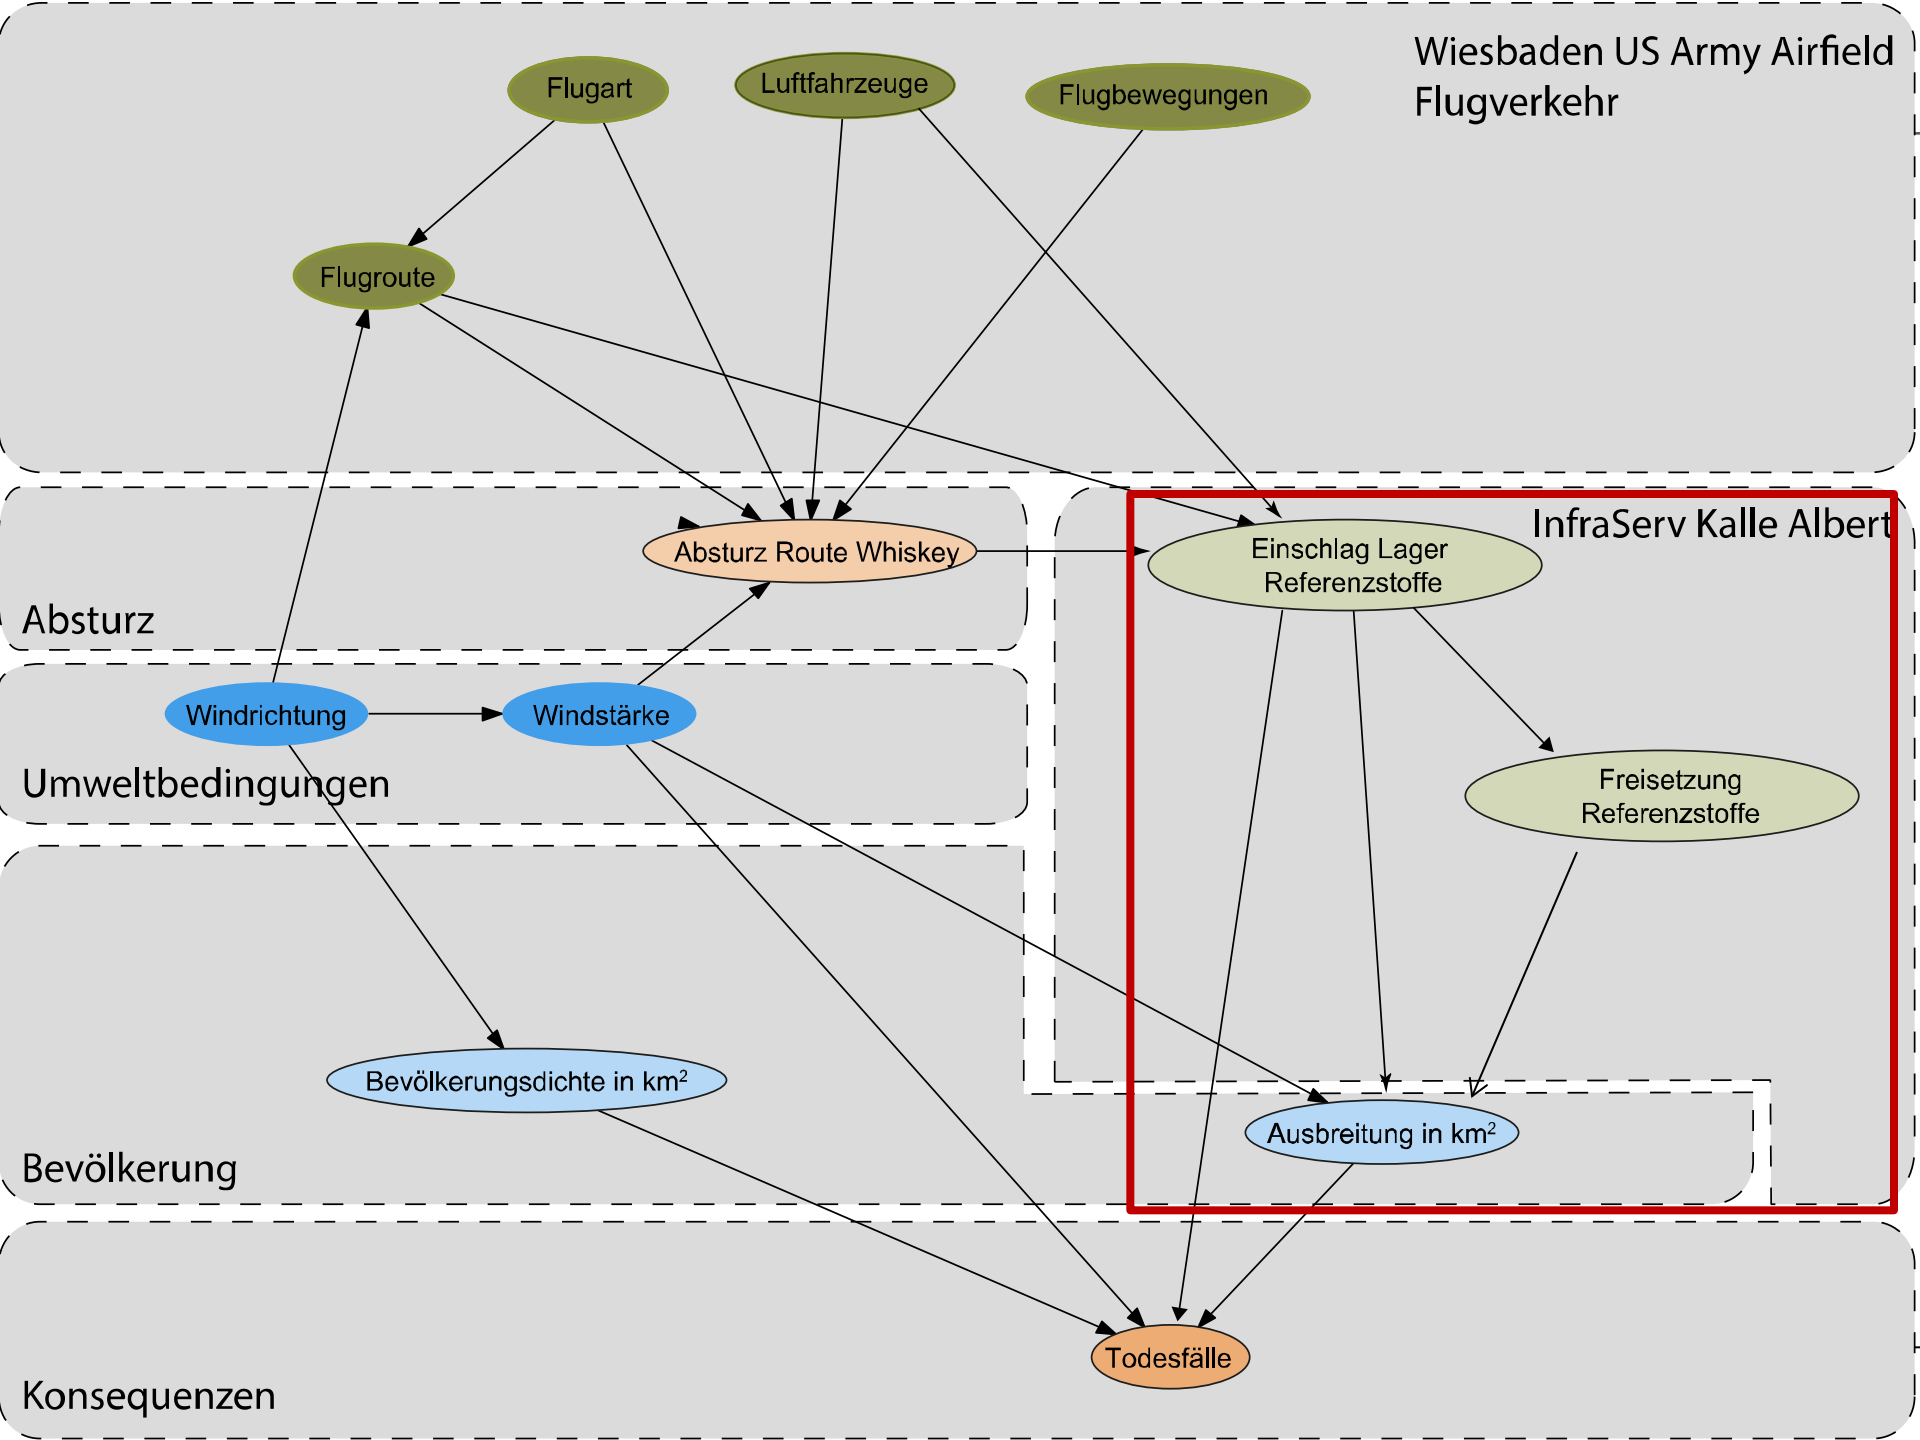 Wiesbaden US Army Airfield
Flugverkehr
Flugart
Luftfahrzeuge
Flugbewegungen
Flugroute
InfraServ Kalle Albert
Absturz Route Whiskey
Einschlag Lager
Referenzstoffe
Absturz
Windrichtung
Windstärke
Umweltbedingungen
Freisetzung
Referenzstoffe
Bevölkerungsdichte in km²
Ausbreitung in km²
Bevölkerung
Todesfälle
Konsequenzen